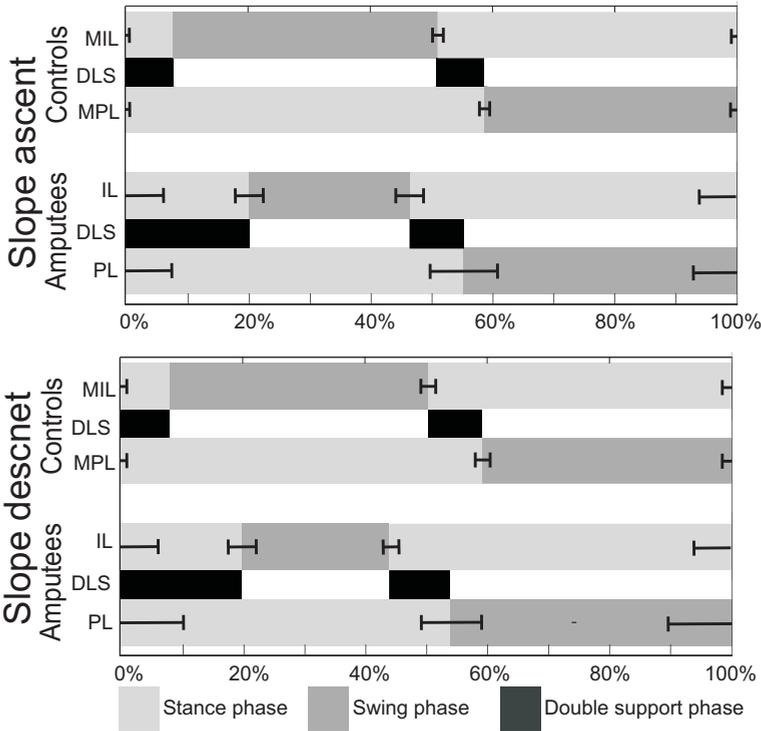 Slope ascent
Controls
MIL
DLS
MPL
Amputees
IL
DLS
PL
0% 20% 40% 60% 80% 100%
Slope descnet
Controls
MIL
DLS
MPL
Amputees
IL
DLS
PL
0% 20% 40% 60% 80% 100%
Stance phase Swing phase Double support phase